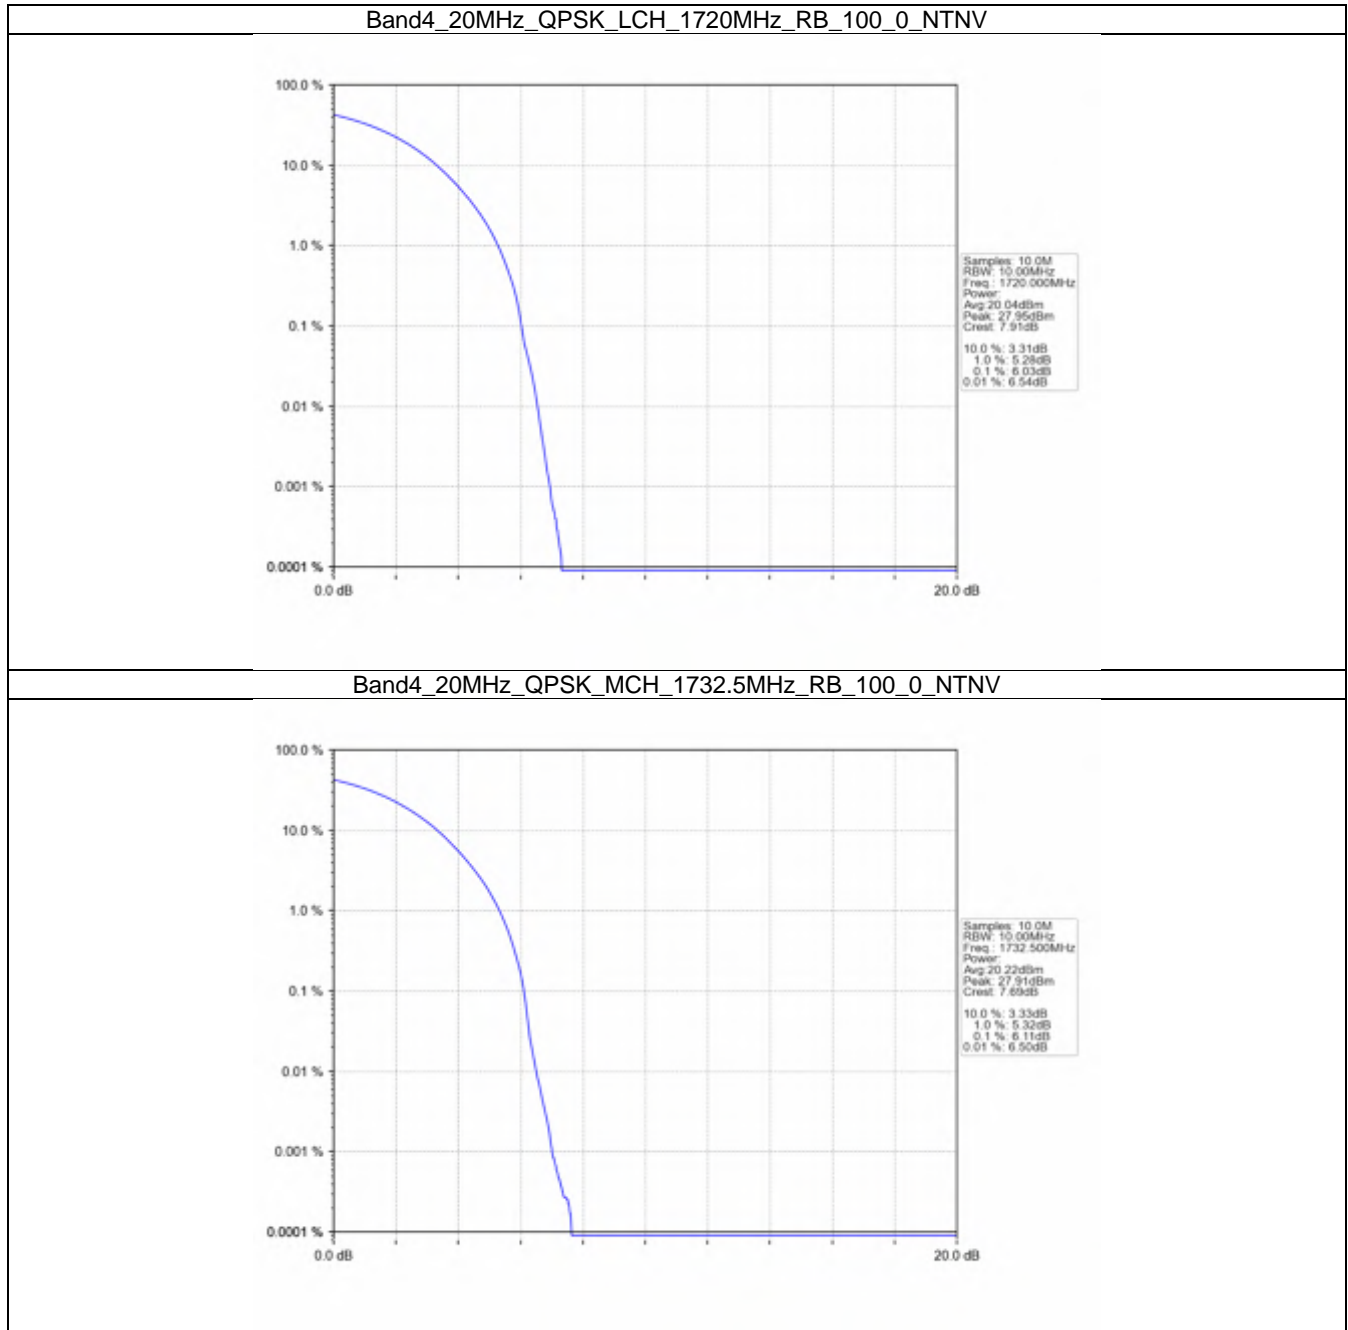 Band4_20MHz_QPSK_LCH_1720MHz_RB_100_0_NTNV
100.0 %
10.0 %
1.0 %
0.1 %
0.01 %
0.001 %
0.0001 %
0.0 dB
20.0 dB
Samples: 10.0M
RBW: 10.00MHz
Freq.: 1720.000MHz
Power:
Avg:20.04dBm
Peak: 27.95dBm
Crest: 7.91dB
10.0 %: 3.31dB
1.0 %: 5.28dB
0.1 %: 6.03dB
0.01 %: 6.54dB
Band4_20MHz_QPSK_MCH_1732.5MHz_RB_100_0_NTNV
100.0 %
10.0 %
1.0 %
0.1 %
0.01 %
0.001 %
0.0001 %
0.0 dB
20.0 dB
Samples: 10.0M
RBW: 10.00MHz
Freq.: 1732.500MHz
Power:
Avg:20.22dBm
Peak: 27.91dBm
Crest: 7.69dB
10.0 %: 3.33dB
1.0 %: 5.32dB
0.1 %: 6.11dB
0.01 %: 6.50dB